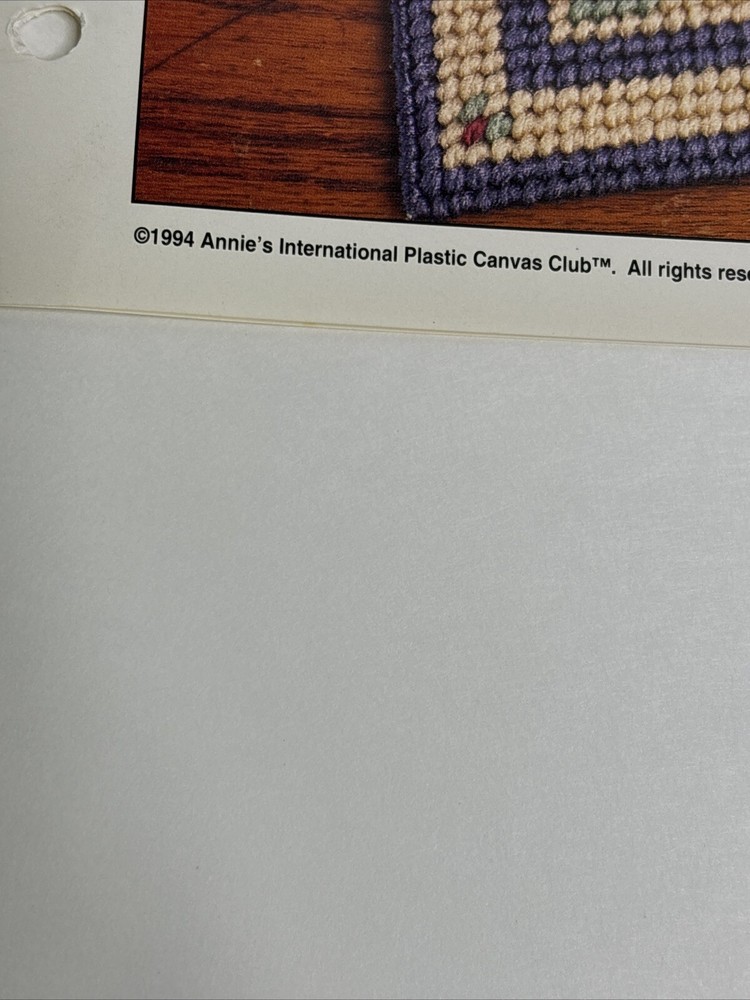 ©1994 Annie's International Plastic Canvas Club™. All rights